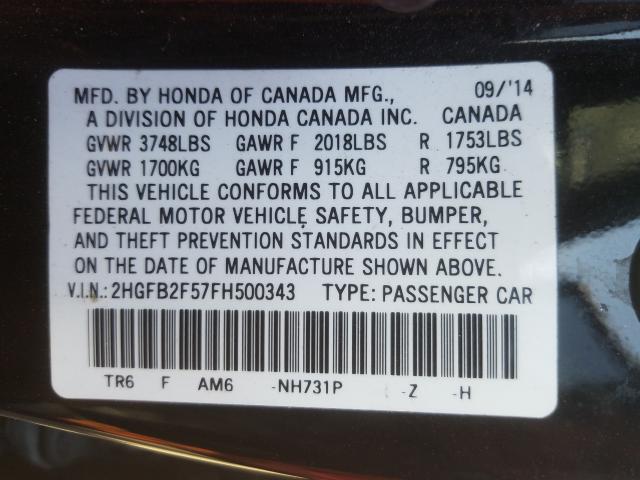 MFD. BY HONDA OF CANADA MFG., 09/'14
A DIVISION OF HONDA CANADA INC. CANADA
GVWR 3748LBS GAWR F 2018LBS R 1753LBS
GVWR 1700KG GAWR F 915KG R 795KG
THIS VEHICLE CONFORMS TO ALL APPLICABLE
FEDERAL MOTOR VEHICLE SAFETY, BUMPER,
AND THEFT PREVENTION STANDARDS IN EFFECT
ON THE DATE OF MANUFACTURE SHOWN ABOVE.
V.I.N.: 2HGFB2F57FH500343 TYPE: PASSENGER CAR
TR6 F AM6 -NH731P -Z -H